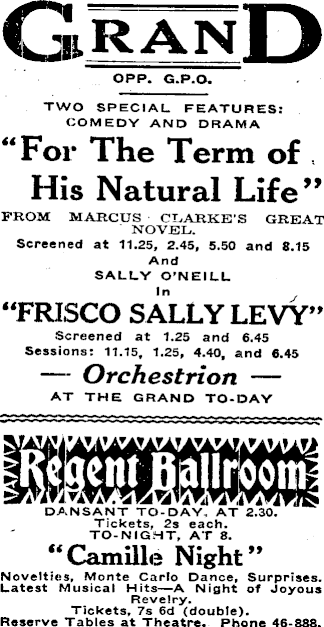 GRAND
OPP. G.P.O.
TWO SPECIAL FEATURES:
COMEDY AND DRAMA
"For The Term of
His Natural Life"
FROM MARCUS CLARKE'S GREAT
NOVEL.
Screened at 11.25, 2.45, 5.50 and 8.15
And
SALLY O'NEILL
In
"FRISCO SALLY LEVY"
Screened at 1.25 and 6.45
Sessions: 11.15, 1.25, 4.40, and 6.45
— Orchestrion —
AT THE GRAND TO-DAY
Regent Ballroom
DANSANT TO-DAY, AT 2.30.
Tickets, 2s each.
TO-NIGHT, AT 8.
"Camille Night"
Novelties, Monte Carlo Dance, Surprises.
Latest Musical Hits—A Night of Joyous
Revelry.
Tickets, 7s 6d (double).
Reserve Tables at Theatre. Phone 46-888.